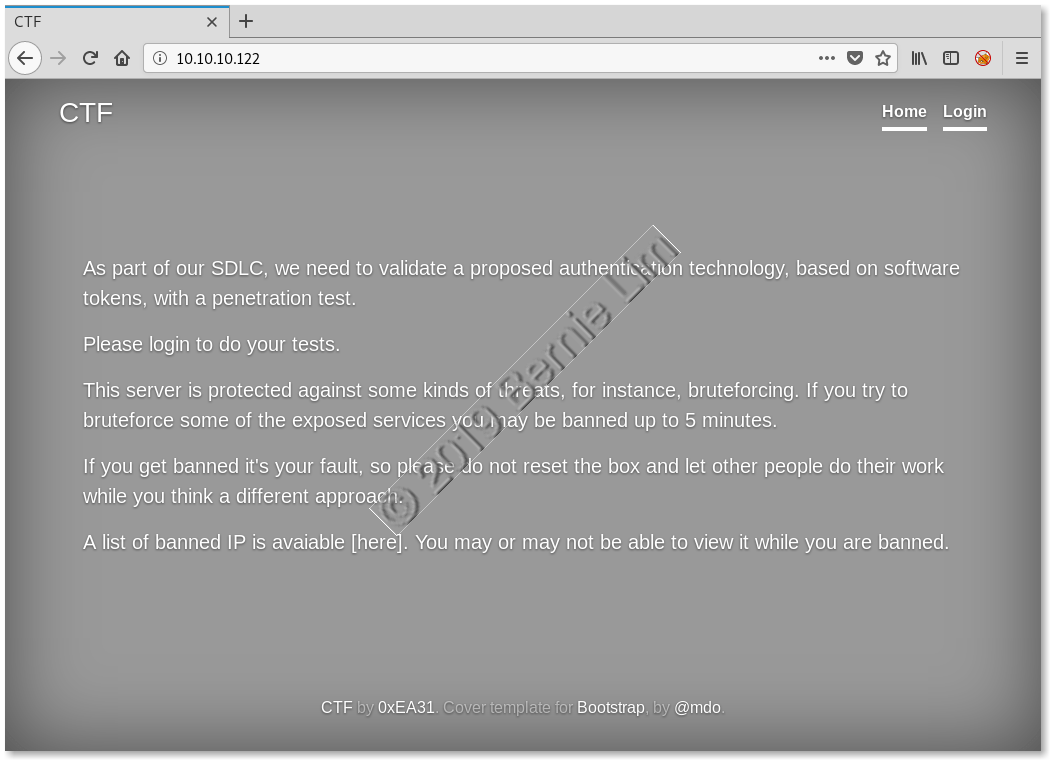 CTF
10.10.10.122
CTF
Home Login
As part of our SDLC, we need to validate a proposed authentication technology, based on software
tokens, with a penetration test.
Please login to do your tests.
This server is protected against some kinds of threats, for instance, bruteforcing. If you try to
bruteforce some of the exposed services you may be banned up to 5 minutes.
If you get banned it's your fault, so please do not reset the box and let other people do their work
while you think a different approach.
A list of banned IP is avaiable [here]. You may or may not be able to view it while you are banned.
© 2019 Bernie Lim
CTF by 0xEA31. Cover template for Bootstrap, by @mdo.